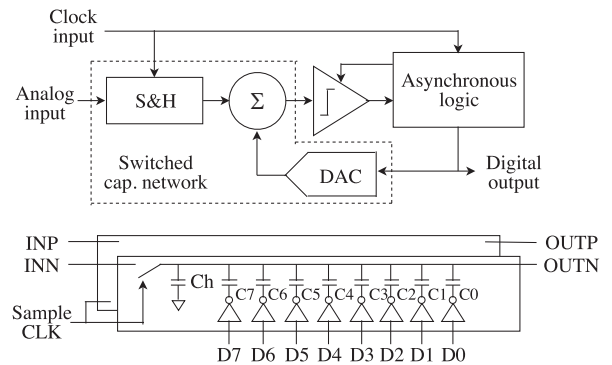 Clock
input
Analog
input
S&H
Σ
Asynchronous
logic
Switched
cap. network
DAC
Digital
output
INP
OUTP
INN
OUTN
Ch
C7 C6 C5 C4 C3 C2 C1 C0
Sample
CLK
D7 D6 D5 D4 D3 D2 D1 D0